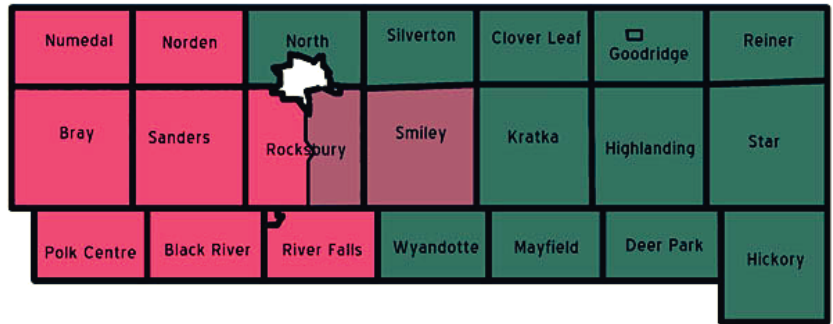 Numedal
Norden
North
Silverton
Clover Leaf
Goodridge
Reiner
Bray
Sanders
Rocksbury
Smiley
Kratka
Highlanding
Star
Polk Centre
Black River
River Falls
Wyandotte
Mayfield
Deer Park
Hickory